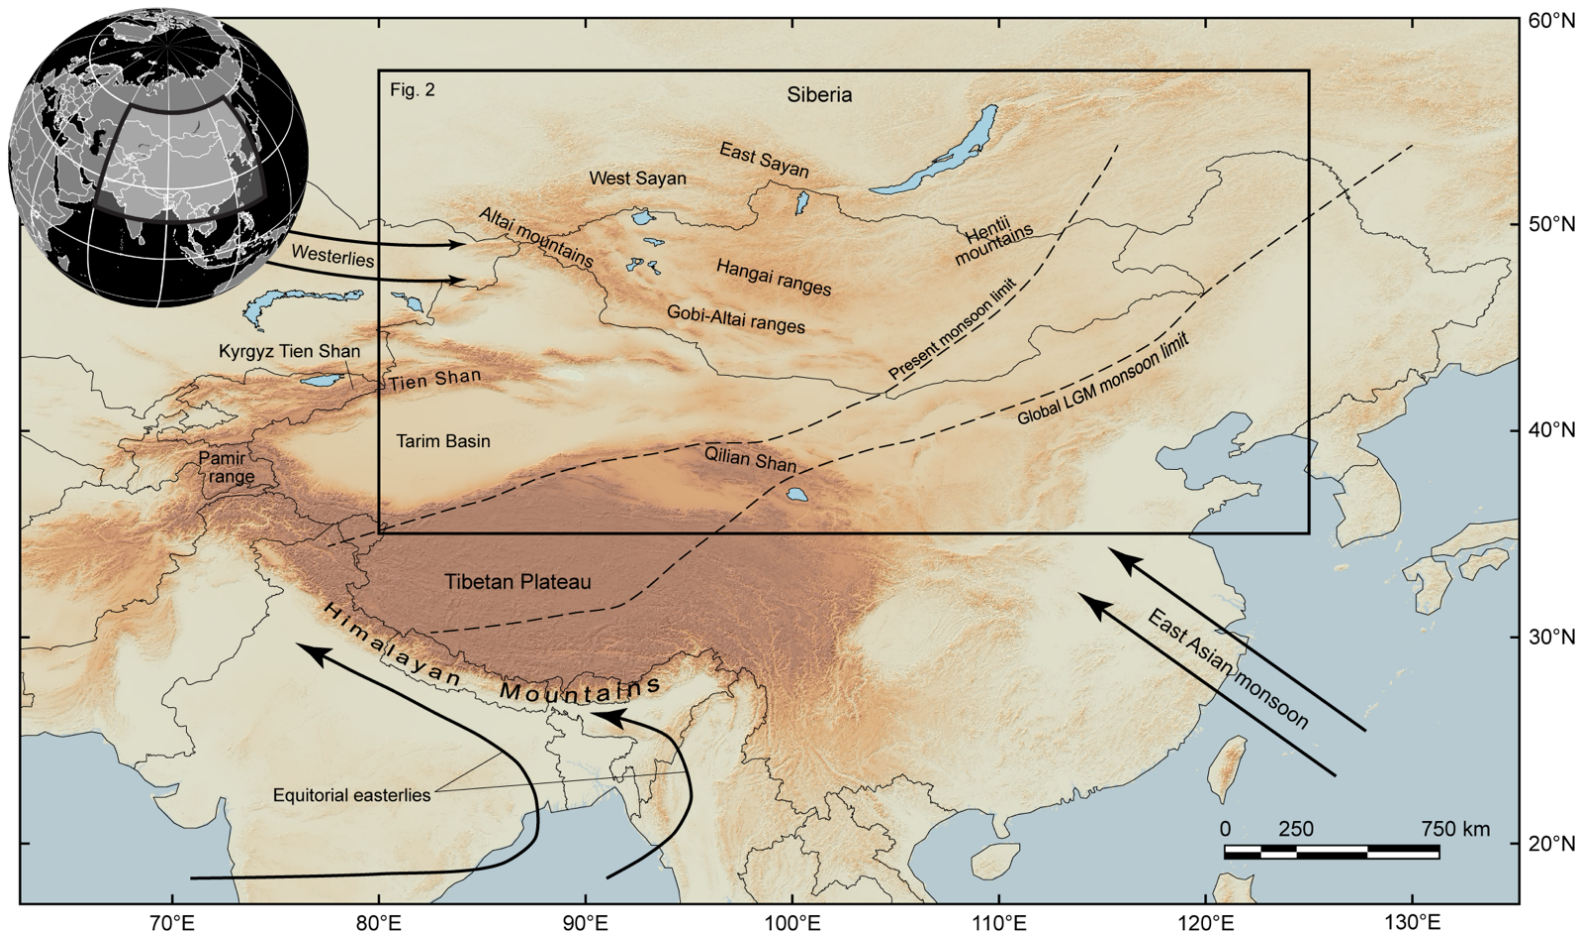 60°N
Fig. 2
Siberia
East Sayan
West Sayan
Altai mountains
50°N
Hentii
mountains
Westerlies
Hangai ranges
Gobi-Altai ranges
Present monsoon limit
Kyrgyz Tien Shan
Tien Shan
Global LGM monsoon limit
40°N
Tarim Basin
Qilian Shan
Pamir
range
Tibetan Plateau
Himalayan Mountains
East Asian monsoon
30°N
Equitorial easterlies
0 250 750 km
20°N
70°E 80°E 90°E 100°E 110°E 120°E 130°E